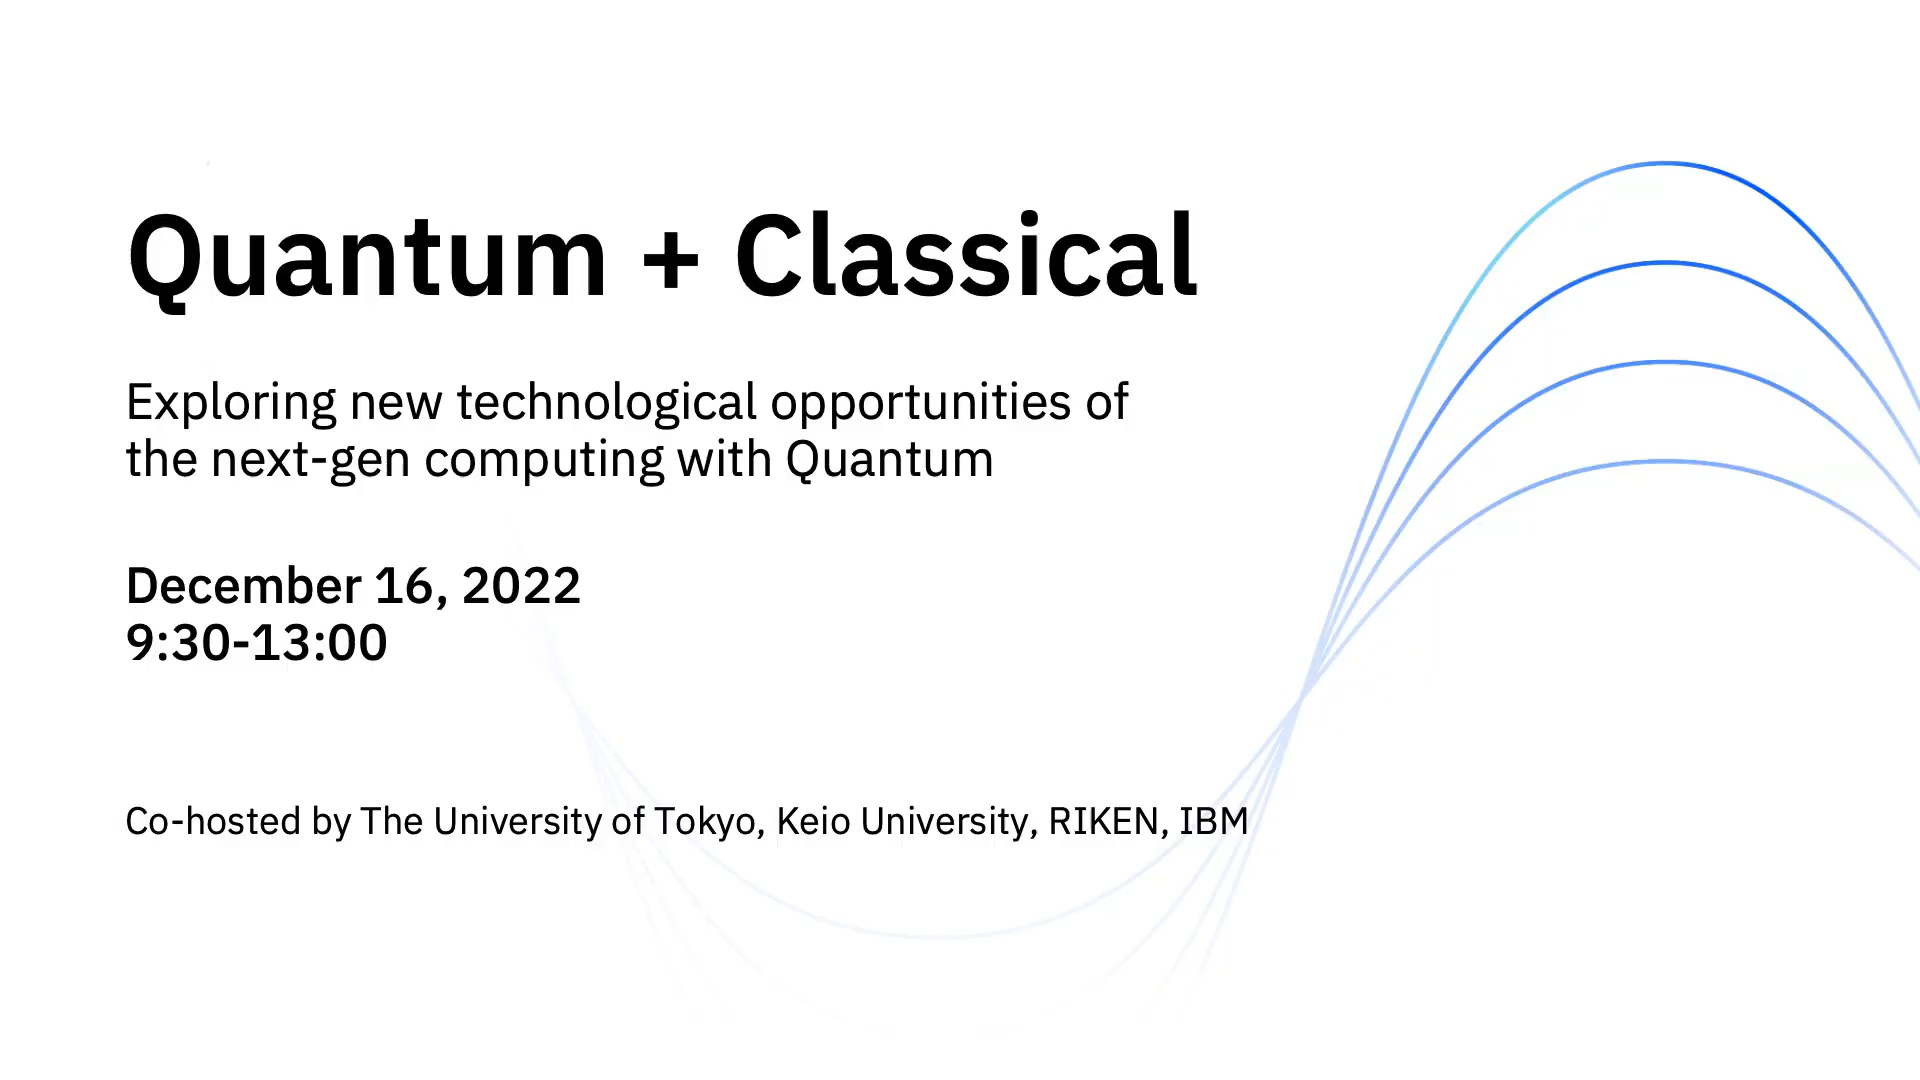 Quantum + Classical
Exploring new technological opportunities of
the next-gen computing with Quantum
December 16, 2022
9:30-13:00
Co-hosted by The University of Tokyo, Keio University, RIKEN, IBM